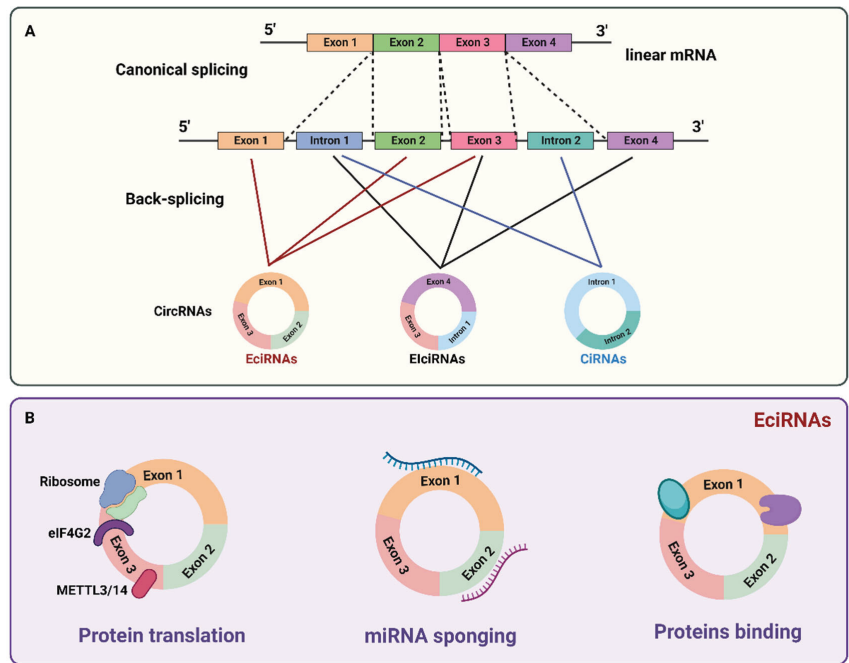 A
5' Exon 1 Exon 2 Exon 3 Exon 4 3'
linear mRNA
Canonical splicing
5' Exon 1 Intron 1 Exon 2 Exon 3 Intron 2 Exon 4 3'
Back-splicing
CircRNAs
Exon 1
Exon 3
Exon 2
EciRNAs
Exon 4
Exon 3
Intron 1
EIciRNAs
Intron 1
Intron 2
CiRNAs
B
EciRNAs
Ribosome
eIF4G2
METTL3/14
Exon 1
Exon 3
Exon 2
Protein translation
Exon 1
Exon 3
Exon 2
miRNA sponging
Exon 1
Exon 3
Exon 2
Proteins binding